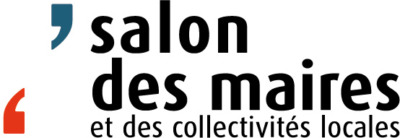 salon
des maires
et des collectivités locales